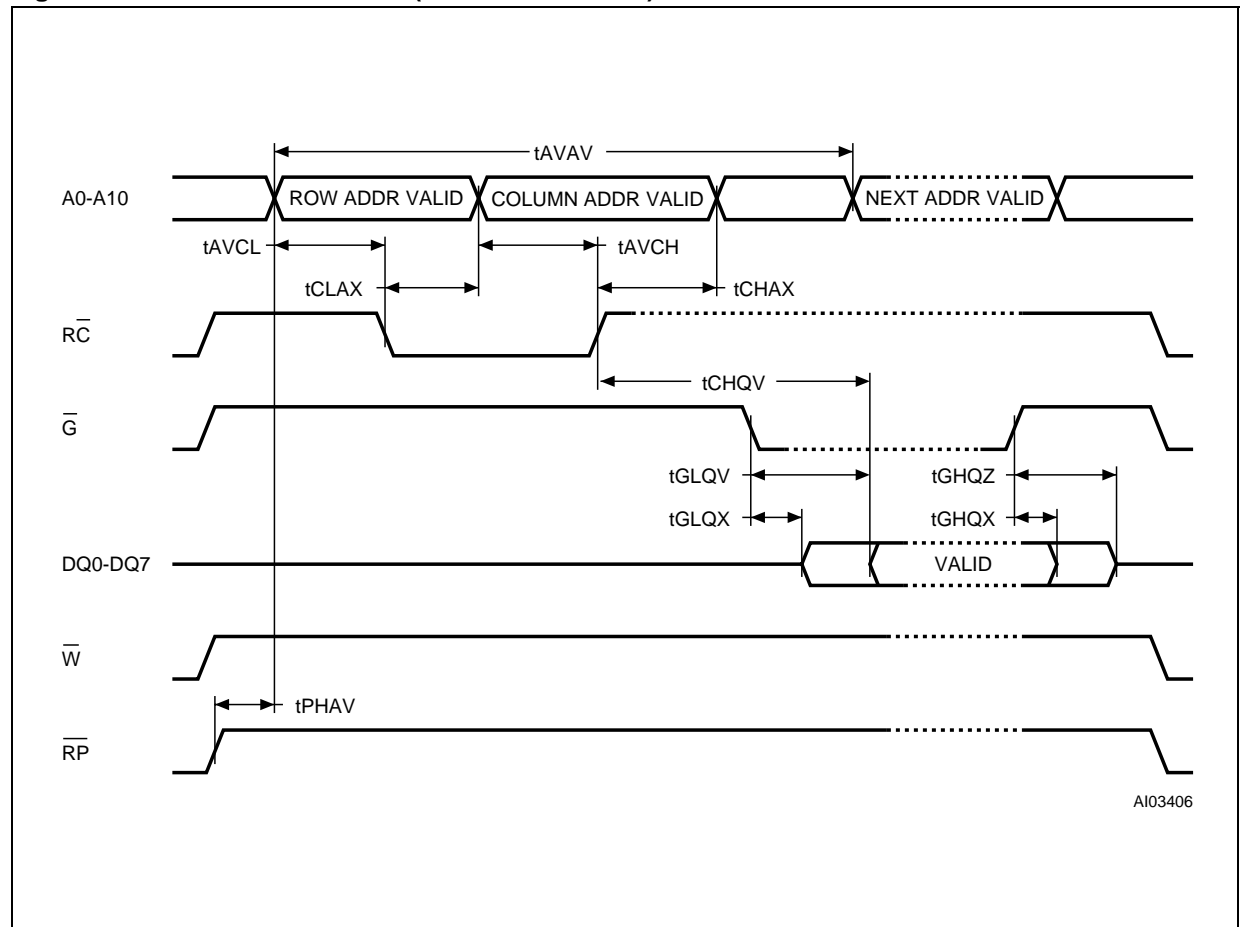 tAVAV
A0-A10
ROW ADDR VALID
COLUMN ADDR VALID
NEXT ADDR VALID
tAVCL
tAVCH
tCLAX
tCHAX
RC̅
tCHQV
G̅
tGLQV
tGHQZ
tGLQX
tGHQX
DQ0-DQ7
VALID
W̅
tPHAV
R̅P̅
AI03406